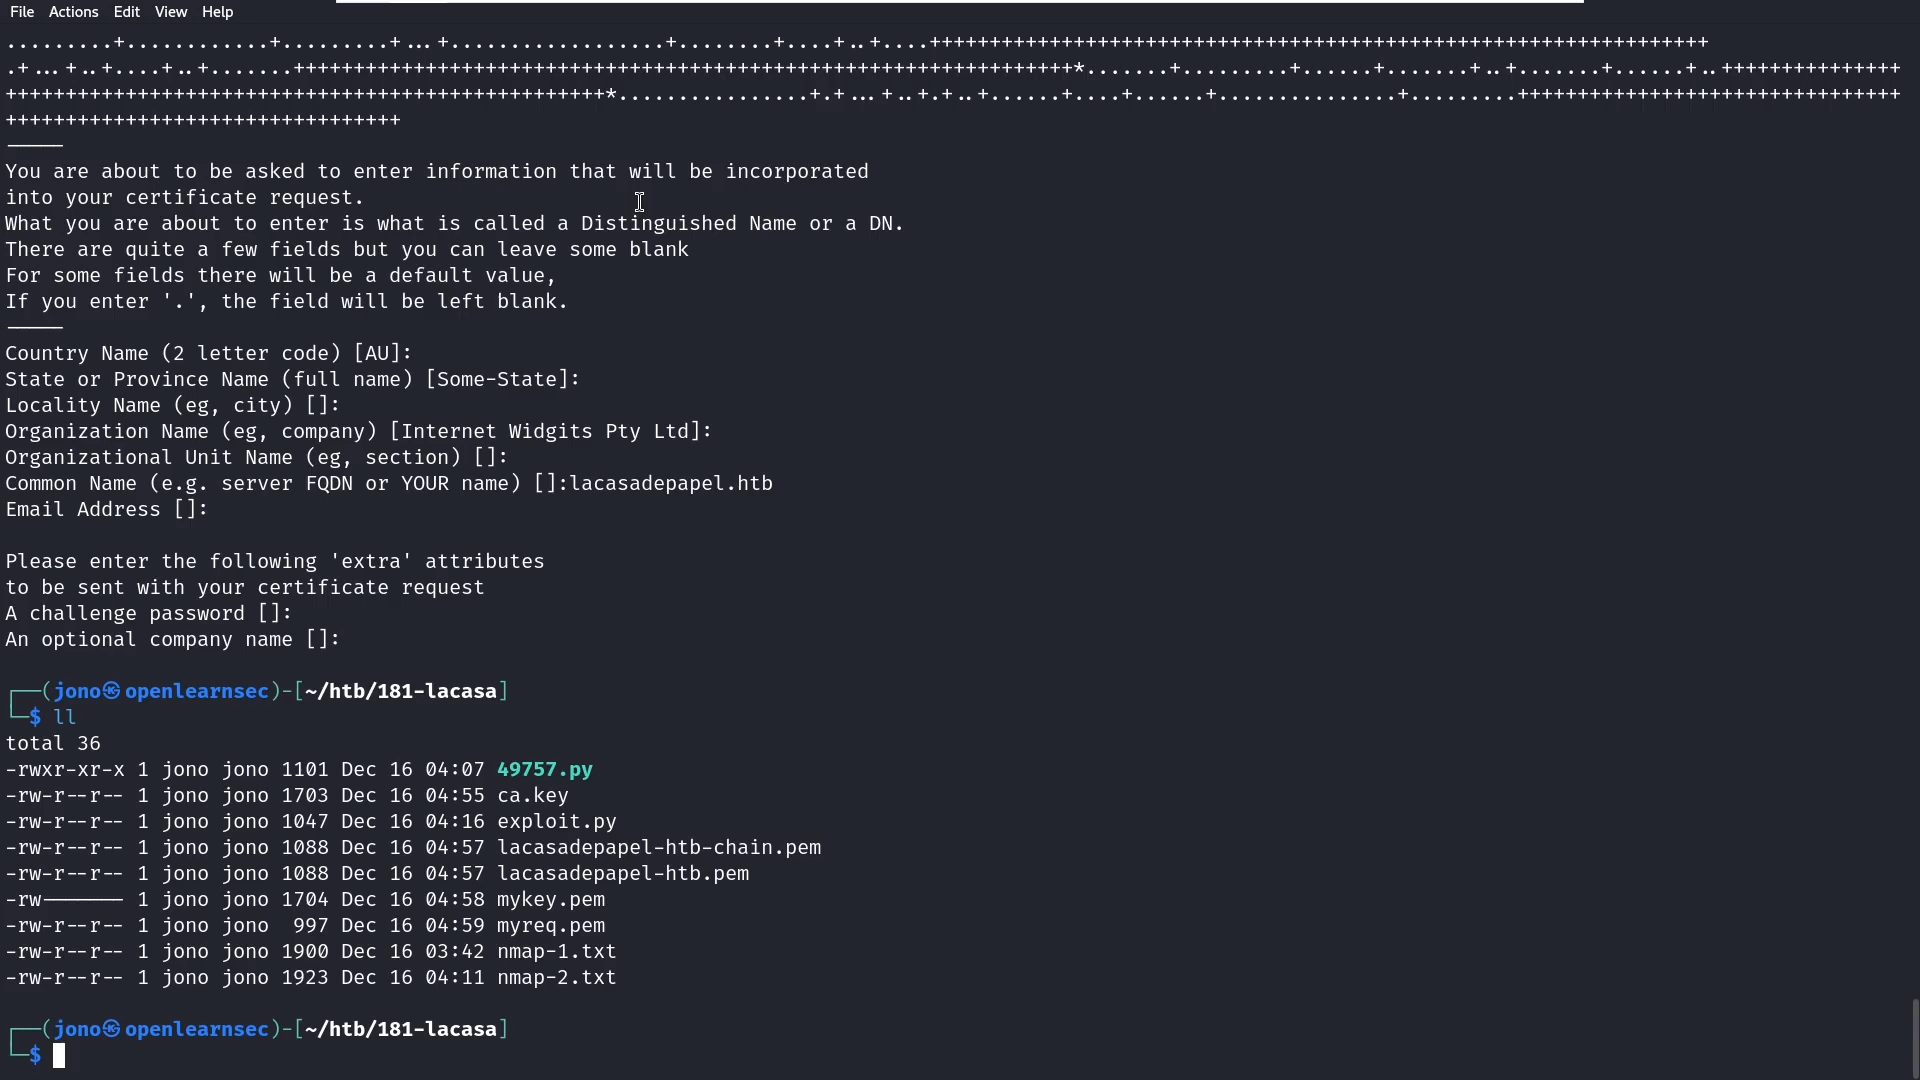 File Actions Edit View Help
.........+............+.........+...+..................+........+....+..+....+++++++++++++++++++++++++++++++++++++++++++++++++++++++++++++++++
.+...+..+....+..+.......+++++++++++++++++++++++++++++++++++++++++++++++++++++++++++++++++*.......+.........+......+.......+..+.......+......+..+++++++++++++++
++++++++++++++++++++++++++++++++++++++++++++++++++*................+.+...+..+.+..+......+....+......+...............+.........++++++++++++++++++++++++++++++++
+++++++++++++++++++++++++++++++++
-----
You are about to be asked to enter information that will be incorporated
into your certificate request.
What you are about to enter is what is called a Distinguished Name or a DN.
There are quite a few fields but you can leave some blank
For some fields there will be a default value,
If you enter '.', the field will be left blank.
-----
Country Name (2 letter code) [AU]:
State or Province Name (full name) [Some-State]:
Locality Name (eg, city) []:
Organization Name (eg, company) [Internet Widgits Pty Ltd]:
Organizational Unit Name (eg, section) []:
Common Name (e.g. server FQDN or YOUR name) []:lacasadepapel.htb
Email Address []:
Please enter the following 'extra' attributes
to be sent with your certificate request
A challenge password []:
An optional company name []:
┌──(jono㉿openlearnsec)-[~/htb/181-lacasa]
└─$ ll
total 36
-rwxr-xr-x 1 jono jono 1101 Dec 16 04:07 49757.py
-rw-r--r-- 1 jono jono 1703 Dec 16 04:55 ca.key
-rw-r--r-- 1 jono jono 1047 Dec 16 04:16 exploit.py
-rw-r--r-- 1 jono jono 1088 Dec 16 04:57 lacasadepapel-htb-chain.pem
-rw-r--r-- 1 jono jono 1088 Dec 16 04:57 lacasadepapel-htb.pem
-rw------- 1 jono jono 1704 Dec 16 04:58 mykey.pem
-rw-r--r-- 1 jono jono  997 Dec 16 04:59 myreq.pem
-rw-r--r-- 1 jono jono 1900 Dec 16 03:42 nmap-1.txt
-rw-r--r-- 1 jono jono 1923 Dec 16 04:11 nmap-2.txt
┌──(jono㉿openlearnsec)-[~/htb/181-lacasa]
└─$